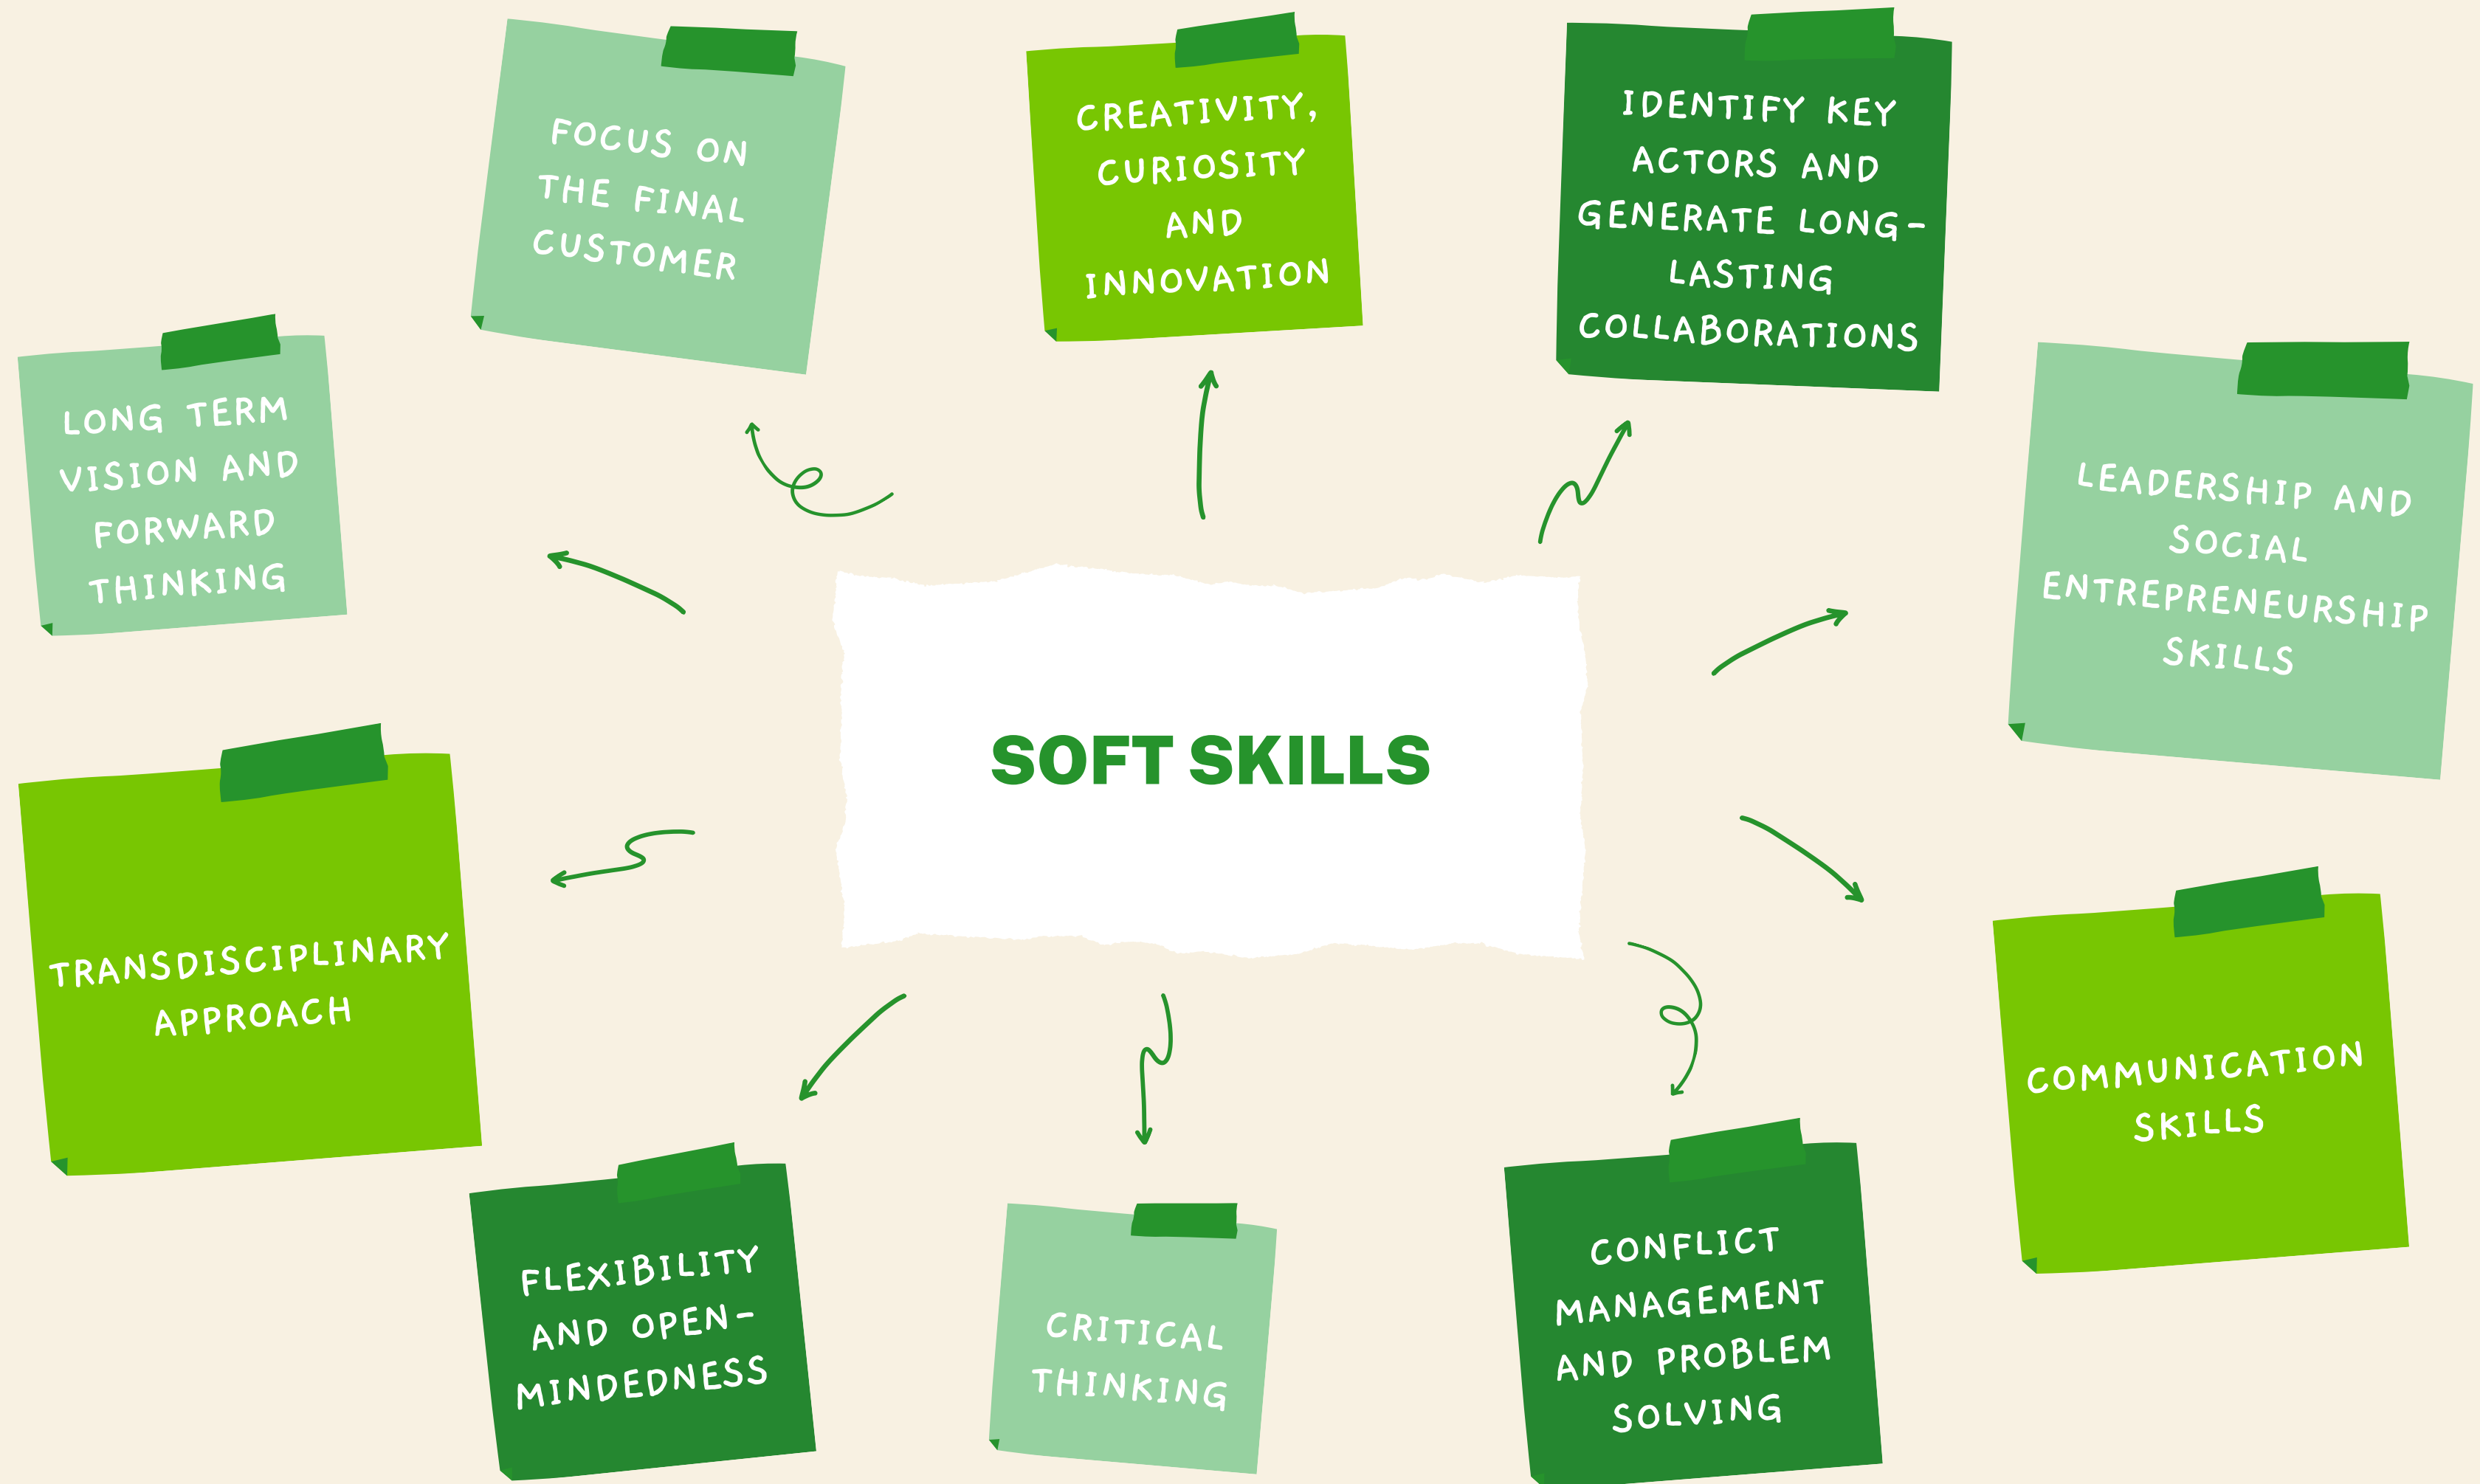 FOCUS ON
THE FINAL
CUSTOMER
CREATIVITY,
CURIOSITY
AND
INNOVATION
IDENTIFY KEY
ACTORS AND
GENERATE LONG-
LASTING
COLLABORATIONS
LONG TERM
VISION AND
FORWARD
THINKING
LEADERSHIP AND
SOCIAL
ENTREPRENEURSHIP
SKILLS
SOFT SKILLS
TRANSDISCIPLINARY
APPROACH
COMMUNICATION
SKILLS
FLEXIBILITY
AND OPEN-
MINDEDNESS
CRITICAL
THINKING
CONFLICT
MANAGEMENT
AND PROBLEM
SOLVING